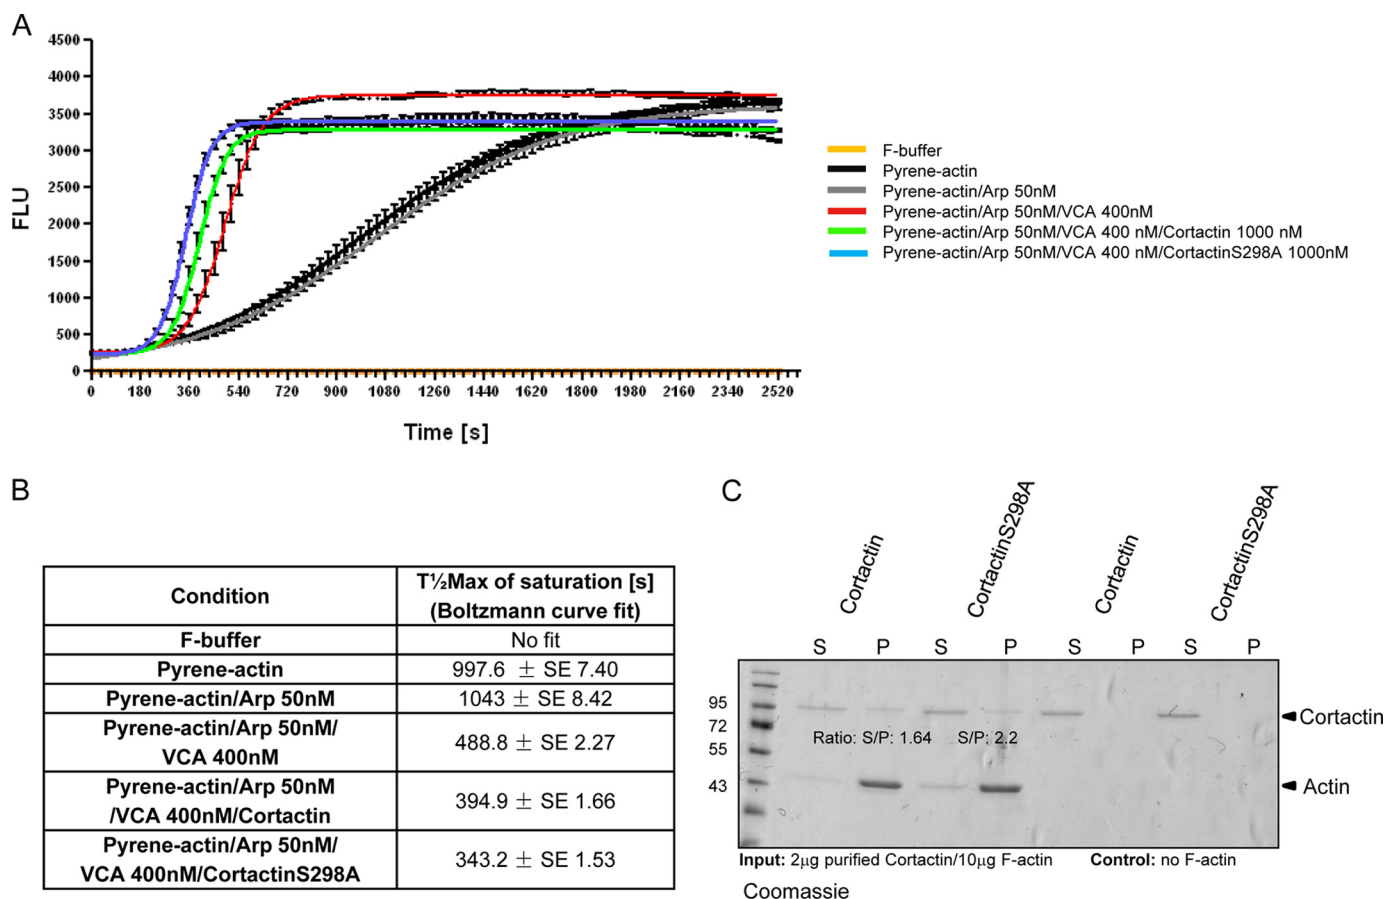 A
4500
4000
3500
3000
2500
2000
1500
1000
500
0
FLU
0 180 360 540 720 900 1080 1260 1440 1620 1800 1980 2160 2340 2520
Time [s]
F-buffer
Pyrene-actin
Pyrene-actin/Arp 50nM
Pyrene-actin/Arp 50nM/VCA 400nM
Pyrene-actin/Arp 50nM/VCA 400 nM/Cortactin 1000 nM
Pyrene-actin/Arp 50nM/VCA 400 nM/CortactinS298A 1000nM
B
Condition
T½Max of saturation [s]
(Boltzmann curve fit)
F-buffer
No fit
Pyrene-actin
997.6 ± SE 7.40
Pyrene-actin/Arp 50nM
1043 ± SE 8.42
Pyrene-actin/Arp 50nM/
VCA 400nM
488.8 ± SE 2.27
Pyrene-actin/Arp 50nM
/VCA 400nM/Cortactin
394.9 ± SE 1.66
Pyrene-actin/Arp 50nM/
VCA 400nM/CortactinS298A
343.2 ± SE 1.53
C
Cortactin
CortactinS298A
Cortactin
CortactinS298A
S P S P S P S P
95
72
55
43
Ratio: S/P: 1.64 S/P: 2.2
Cortactin
Actin
Input: 2μg purified Cortactin/10μg F-actin
Control: no F-actin
Coomassie